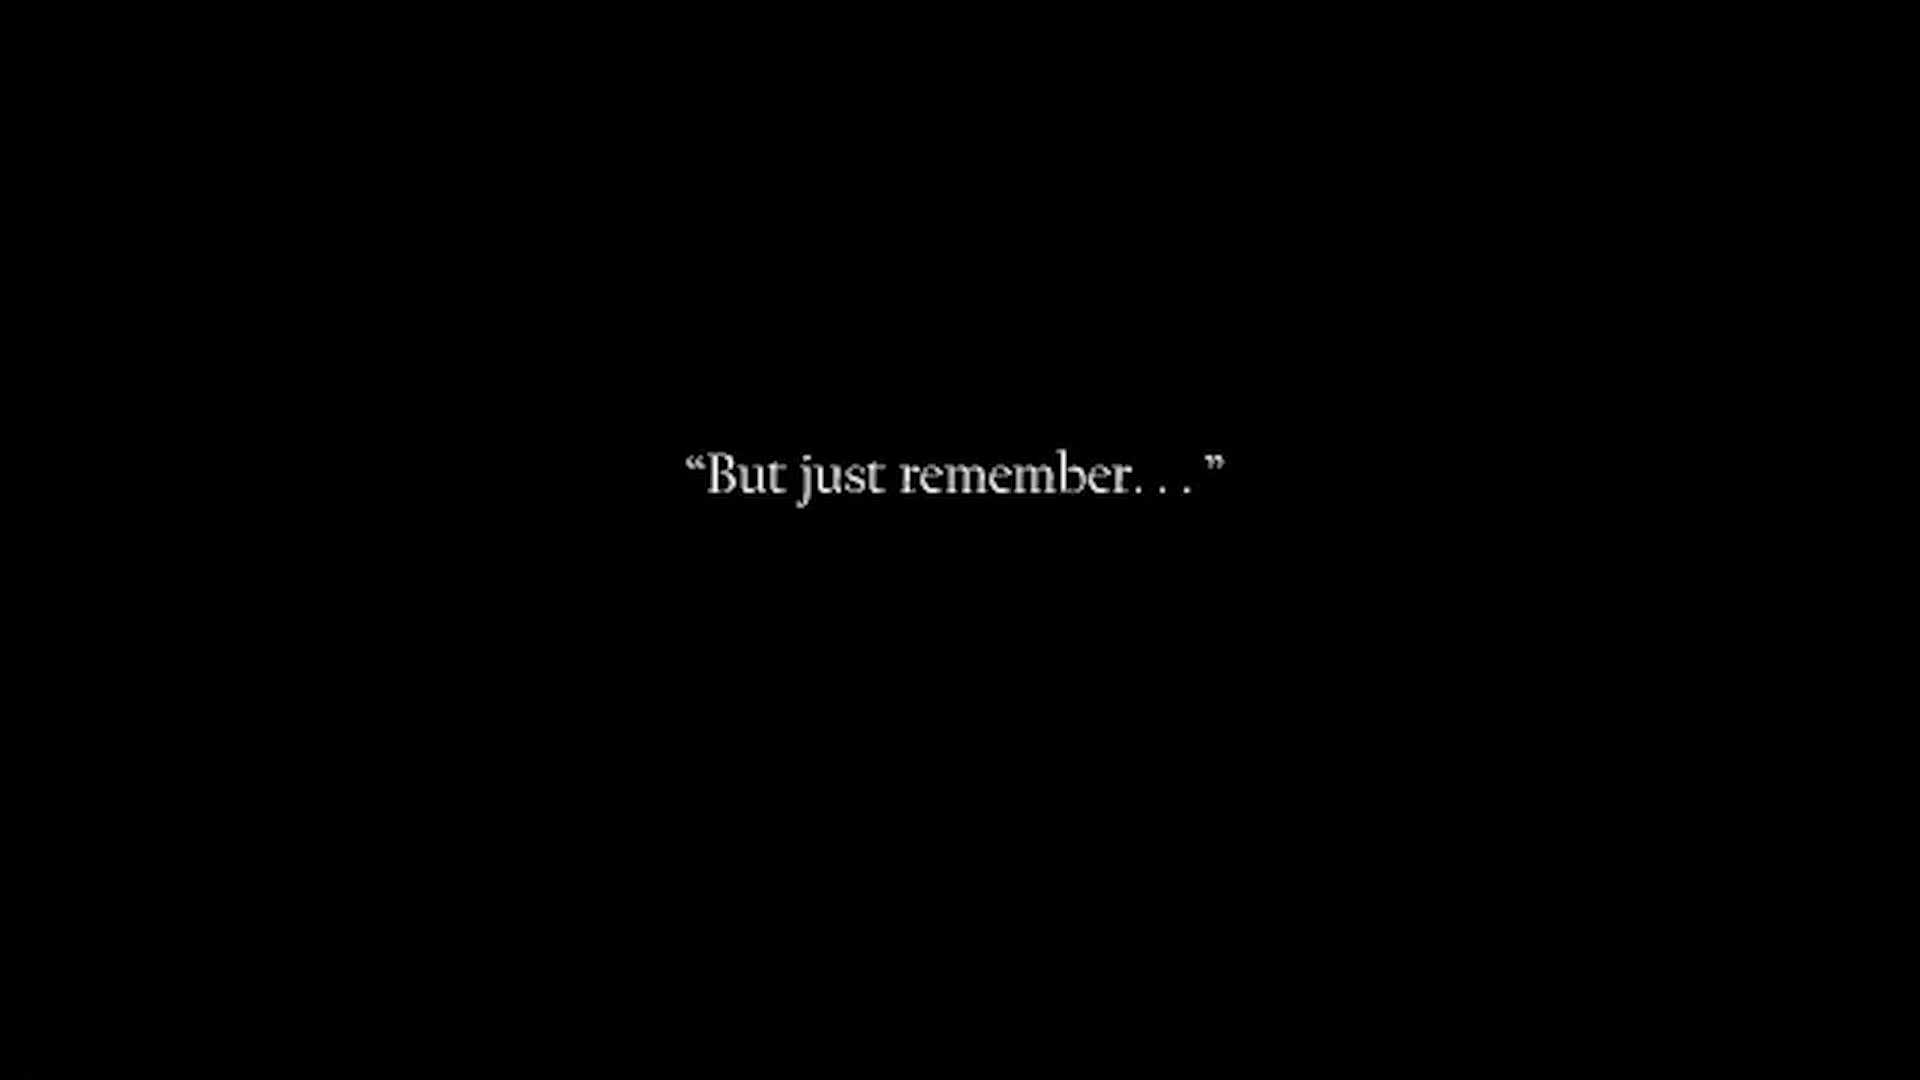 “But just remember. . . ”